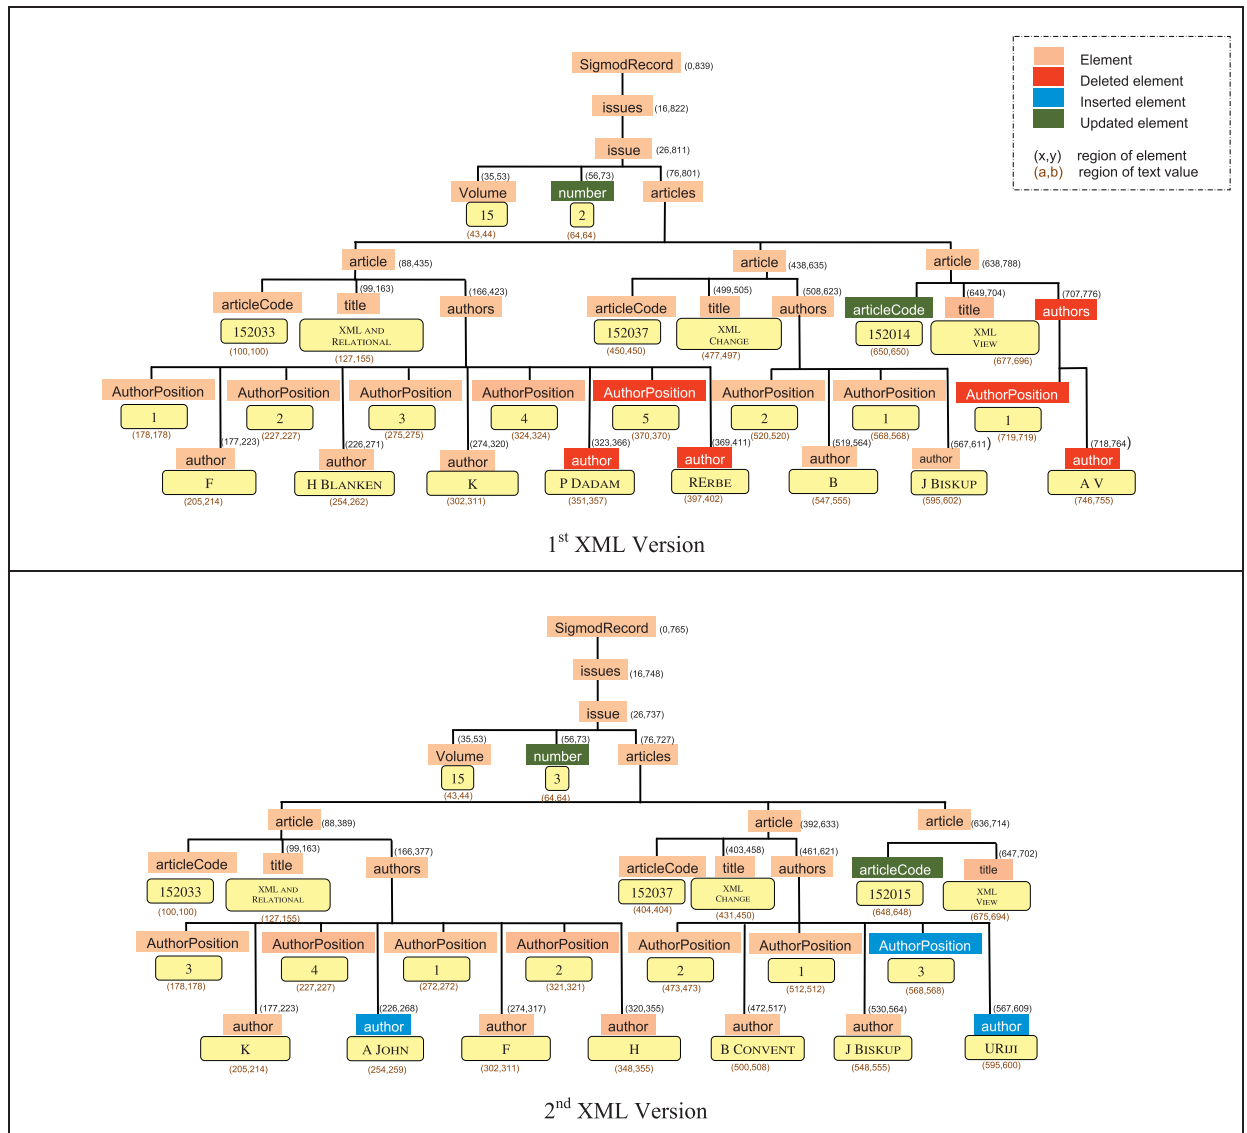 SigmodRecord (0,839)
Element
Deleted element
Inserted element
Updated element
(x,y) region of element
(a,b) region of text value
issues (16,822)
issue (26,811)
(35,53) (56,73) (76,801)
Volume number articles
15 2
(43,44) (64,64)
article (88,435) article (438,635) article (638,788)
(99,163) (166,423) (499,505) (508,623) (649,704) (707,776)
articleCode title authors articleCode title authors articleCode title authors
152033 XML AND RELATIONAL 152037 XML CHANGE 152014 XML VIEW
(100,100) (127,155) (450,450) (477,497) (650,650) (677,696)
AuthorPosition AuthorPosition AuthorPosition AuthorPosition AuthorPosition AuthorPosition AuthorPosition AuthorPosition
1 2 3 4 5 2 1 1
(178,178) (227,227) (275,275) (324,324) (370,370) (520,520) (568,568) (719,719)
(177,223) (226,271) (274,320) (323,366) (369,411) (519,564) (567,611) (718,764)
author author author author author author author author
F H BLANKEN K P DADAM RERBE B J BISKUP A V
(205,214) (254,262) (302,311) (351,357) (397,402) (547,555) (595,602) (746,755)
1st XML Version
SigmodRecord (0,765)
issues (16,748)
issue (26,737)
(35,53) (56,73) (76,727)
Volume number articles
15 3
(43,44) (64,64)
article (88,389) article (392,633) article (636,714)
(99,163) (166,377) (403,458) (461,621) (647,702)
articleCode title authors articleCode title authors articleCode title
152033 XML AND RELATIONAL 152037 XML CHANGE 152015 XML VIEW
(100,100) (127,155) (404,404) (431,450) (648,648) (675,694)
AuthorPosition AuthorPosition AuthorPosition AuthorPosition AuthorPosition AuthorPosition AuthorPosition
3 4 1 2 2 1 3
(178,178) (227,227) (272,272) (321,321) (473,473) (512,512) (568,568)
(177,223) (226,268) (274,317) (320,355) (472,517) (530,564) (567,609)
author author author author author author author
K A JOHN F H B CONVENT J BISKUP URIJI
(205,214) (254,259) (302,311) (348,355) (500,508) (548,555) (595,600)
2nd XML Version